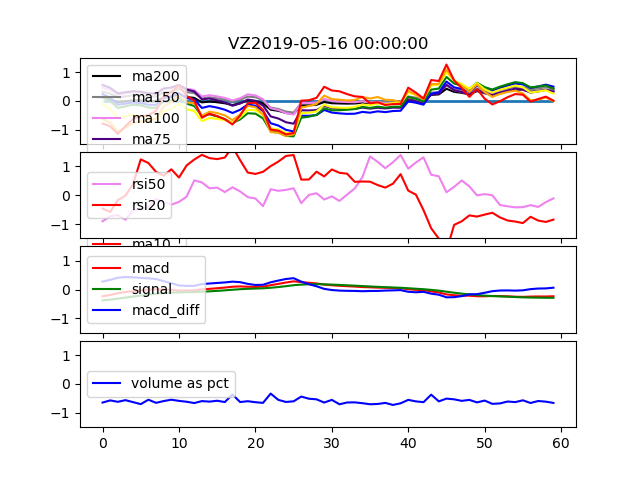 VZ2019-05-16 00:00:00
1
0
−1
ma200
ma150
ma100
ma75
1
0
−1
rsi50
rsi20
ma10
1
0
−1
macd
signal
macd_diff
1
0
−1
volume as pct
0 10 20 30 40 50 60